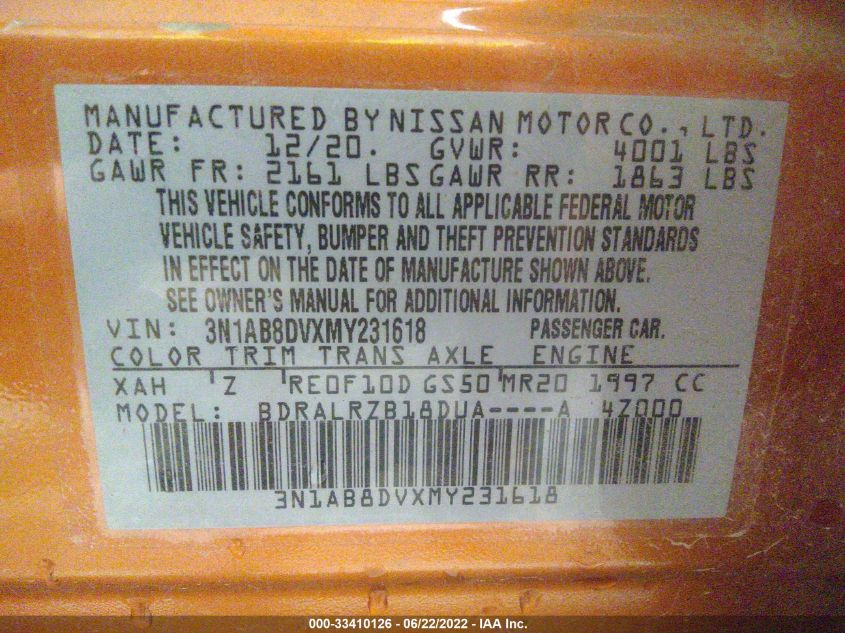 MANUFACTURED BY NISSAN MOTOR CO., LTD.
DATE: 12/20. GVWR: 4001 LBS
GAWR FR: 2161 LBS GAWR RR: 1863 LBS
THIS VEHICLE CONFORMS TO ALL APPLICABLE FEDERAL MOTOR
VEHICLE SAFETY, BUMPER AND THEFT PREVENTION STANDARDS
IN EFFECT ON THE DATE OF MANUFACTURE SHOWN ABOVE.
SEE OWNER'S MANUAL FOR ADDITIONAL INFORMATION.
VIN: 3N1AB8DVXMY231618 PASSENGER CAR.
COLOR TRIM TRANS AXLE ENGINE
XAH Z RE0F10D GS50 MR20 1997 CC
MODEL: BDRALRZB18DUA----A 4Z000
3N1AB8DVXMY231618
000-33410126 - 06/22/2022 - IAA Inc.